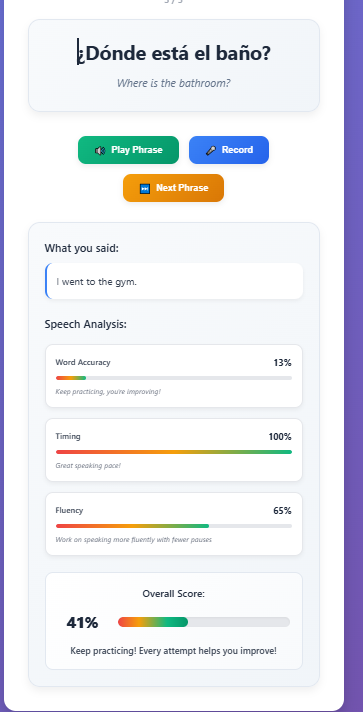 ¿Dónde está el baño?
Where is the bathroom?
Play Phrase
Record
Next Phrase
What you said:
I went to the gym.
Speech Analysis:
Word Accuracy 13%
Keep practicing, you're improving!
Timing 100%
Great speaking pace!
Fluency 65%
Work on speaking more fluently with fewer pauses
Overall Score:
41%
Keep practicing! Every attempt helps you improve!